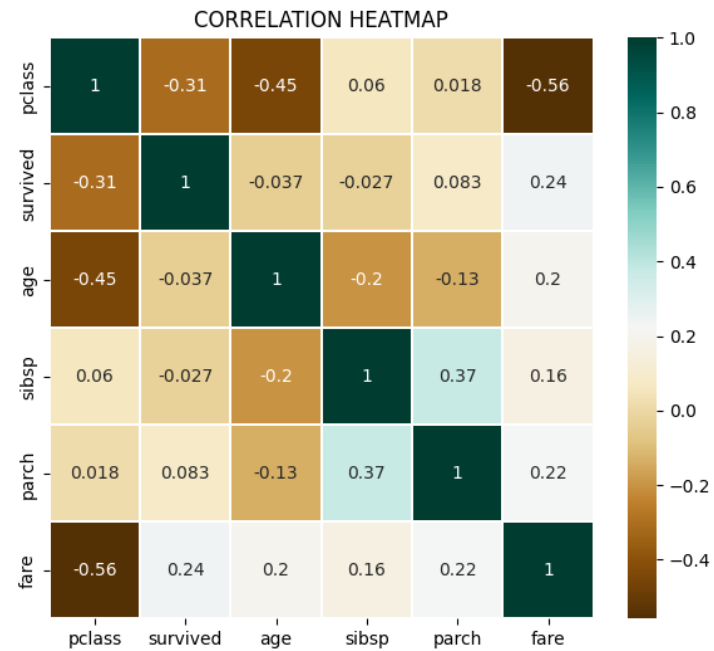 CORRELATION HEATMAP
pclass 1 -0.31 -0.45 0.06 0.018 -0.56
survived -0.31 1 -0.037 -0.027 0.083 0.24
age -0.45 -0.037 1 -0.2 -0.13 0.2
sibsp 0.06 -0.027 -0.2 1 0.37 0.16
parch 0.018 0.083 -0.13 0.37 1 0.22
fare -0.56 0.24 0.2 0.16 0.22 1
pclass survived age sibsp parch fare
1.0
0.8
0.6
0.4
0.2
0.0
−0.2
−0.4